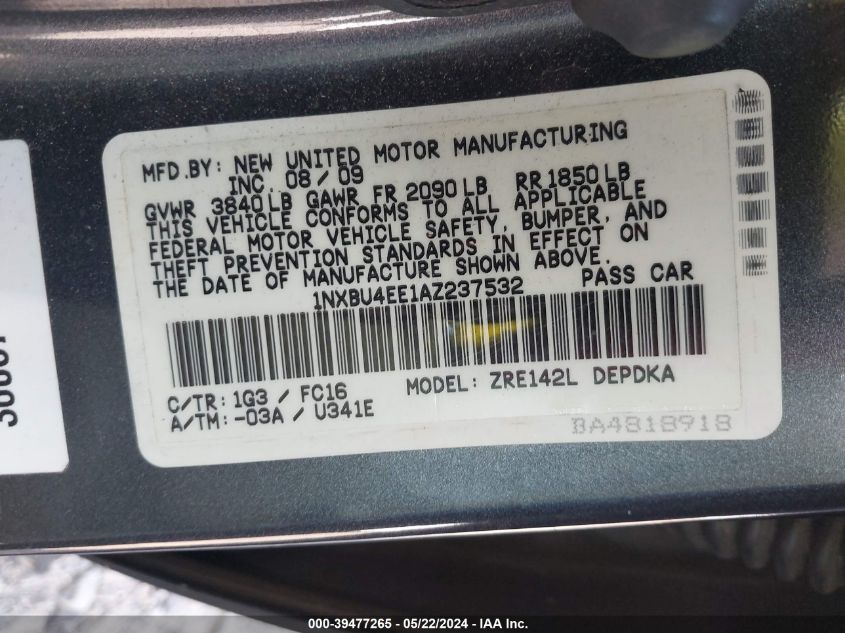 MFD.BY: NEW UNITED MOTOR MANUFACTURING
INC. 08/09
GVWR 3840LB GAWR FR 2090LB RR 1850LB
THIS VEHICLE CONFORMS TO ALL APPLICABLE
FEDERAL MOTOR VEHICLE SAFETY, BUMPER, AND
THEFT PREVENTION STANDARDS IN EFFECT ON
THE DATE OF MANUFACTURE SHOWN ABOVE.
1NXBU4EE1AZ237532 PASS CAR
C/TR: 1G3 / FC16 MODEL: ZRE142L DEPDKA
A/TM: -03A / U341E
BA4818918
000-39477265 - 05/22/2024 - IAA Inc.